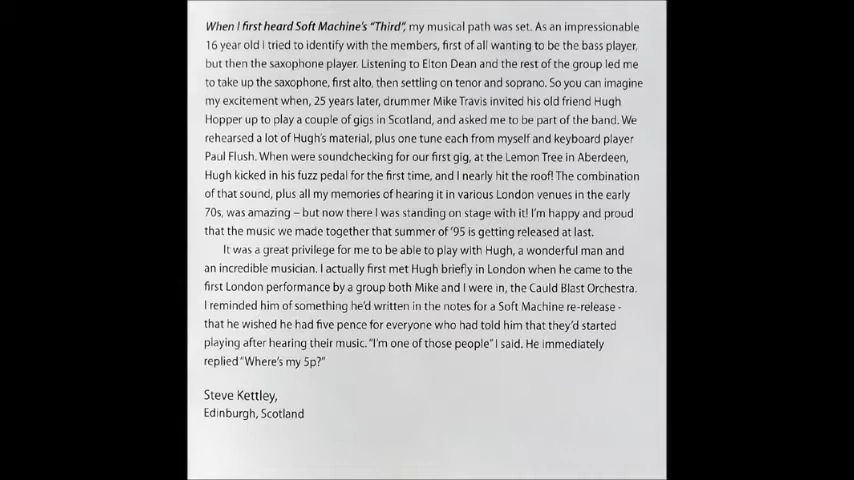 When I first heard Soft Machine's "Third", my musical path was set. As an impressionable
16 year old I tried to identify with the members, first of all wanting to be the bass player,
but then the saxophone player. Listening to Elton Dean and the rest of the group led me
to take up the saxophone, first alto, then settling on tenor and soprano. So you can imagine
my excitement when, 25 years later, drummer Mike Travis invited his old friend Hugh
Hopper up to play a couple of gigs in Scotland, and asked me to be part of the band. We
rehearsed a lot of Hugh's material, plus one tune each from myself and keyboard player
Paul Flush. When were soundchecking for our first gig, at the Lemon Tree in Aberdeen,
Hugh kicked in his fuzz pedal for the first time, and I nearly hit the roof! The combination
of that sound, plus all my memories of hearing it in various London venues in the early
70s, was amazing – but now there I was standing on stage with it! I'm happy and proud
that the music we made together that summer of '95 is getting released at last.
It was a great privilege for me to be able to play with Hugh, a wonderful man and
an incredible musician. I actually first met Hugh briefly in London when he came to the
first London performance by a group both Mike and I were in, the Cauld Blast Orchestra.
I reminded him of something he'd written in the notes for a Soft Machine re-release -
that he wished he had five pence for everyone who had told him that they'd started
playing after hearing their music. "I'm one of those people" I said. He immediately
replied "Where's my 5p?"
Steve Kettley,
Edinburgh, Scotland